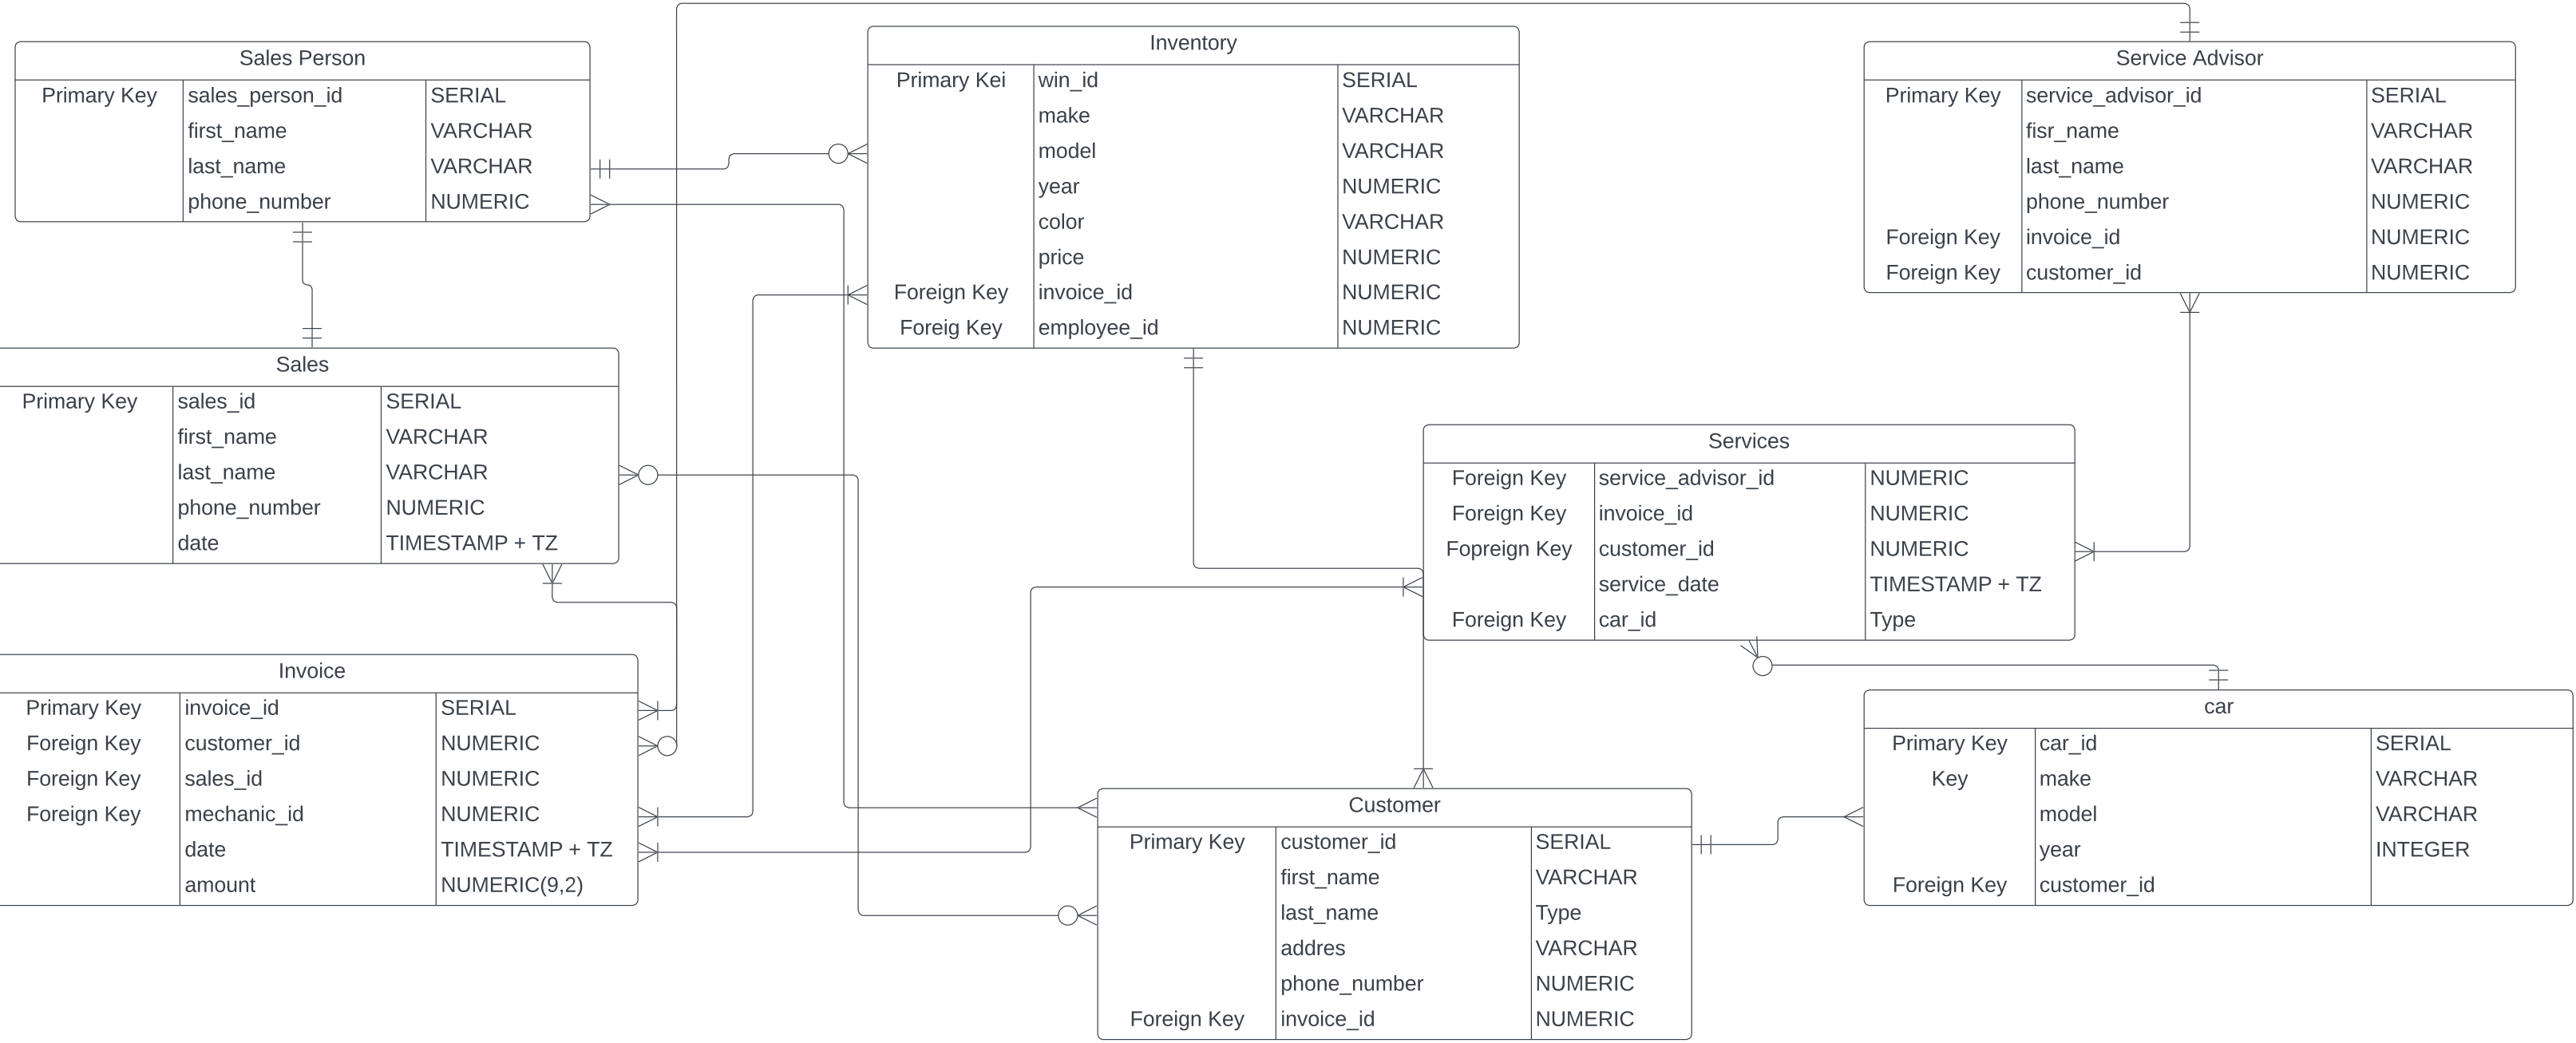 Sales Person
Primary Key sales_person_id SERIAL
first_name VARCHAR
last_name VARCHAR
phone_number NUMERIC
Inventory
Primary Kei win_id SERIAL
make VARCHAR
model VARCHAR
year NUMERIC
color VARCHAR
price NUMERIC
Foreign Key invoice_id NUMERIC
Foreig Key employee_id NUMERIC
Service Advisor
Primary Key service_advisor_id SERIAL
fisr_name VARCHAR
last_name VARCHAR
phone_number NUMERIC
Foreign Key invoice_id NUMERIC
Foreign Key customer_id NUMERIC
Sales
Primary Key sales_id SERIAL
first_name VARCHAR
last_name VARCHAR
phone_number NUMERIC
date TIMESTAMP + TZ
Services
Foreign Key service_advisor_id NUMERIC
Foreign Key invoice_id NUMERIC
Fopreign Key customer_id NUMERIC
service_date TIMESTAMP + TZ
Foreign Key car_id Type
Invoice
Primary Key invoice_id SERIAL
Foreign Key customer_id NUMERIC
Foreign Key sales_id NUMERIC
Foreign Key mechanic_id NUMERIC
date TIMESTAMP + TZ
amount NUMERIC(9,2)
Customer
Primary Key customer_id SERIAL
first_name VARCHAR
last_name Type
addres VARCHAR
phone_number NUMERIC
Foreign Key invoice_id NUMERIC
car
Primary Key car_id SERIAL
Key make VARCHAR
model VARCHAR
year INTEGER
Foreign Key customer_id